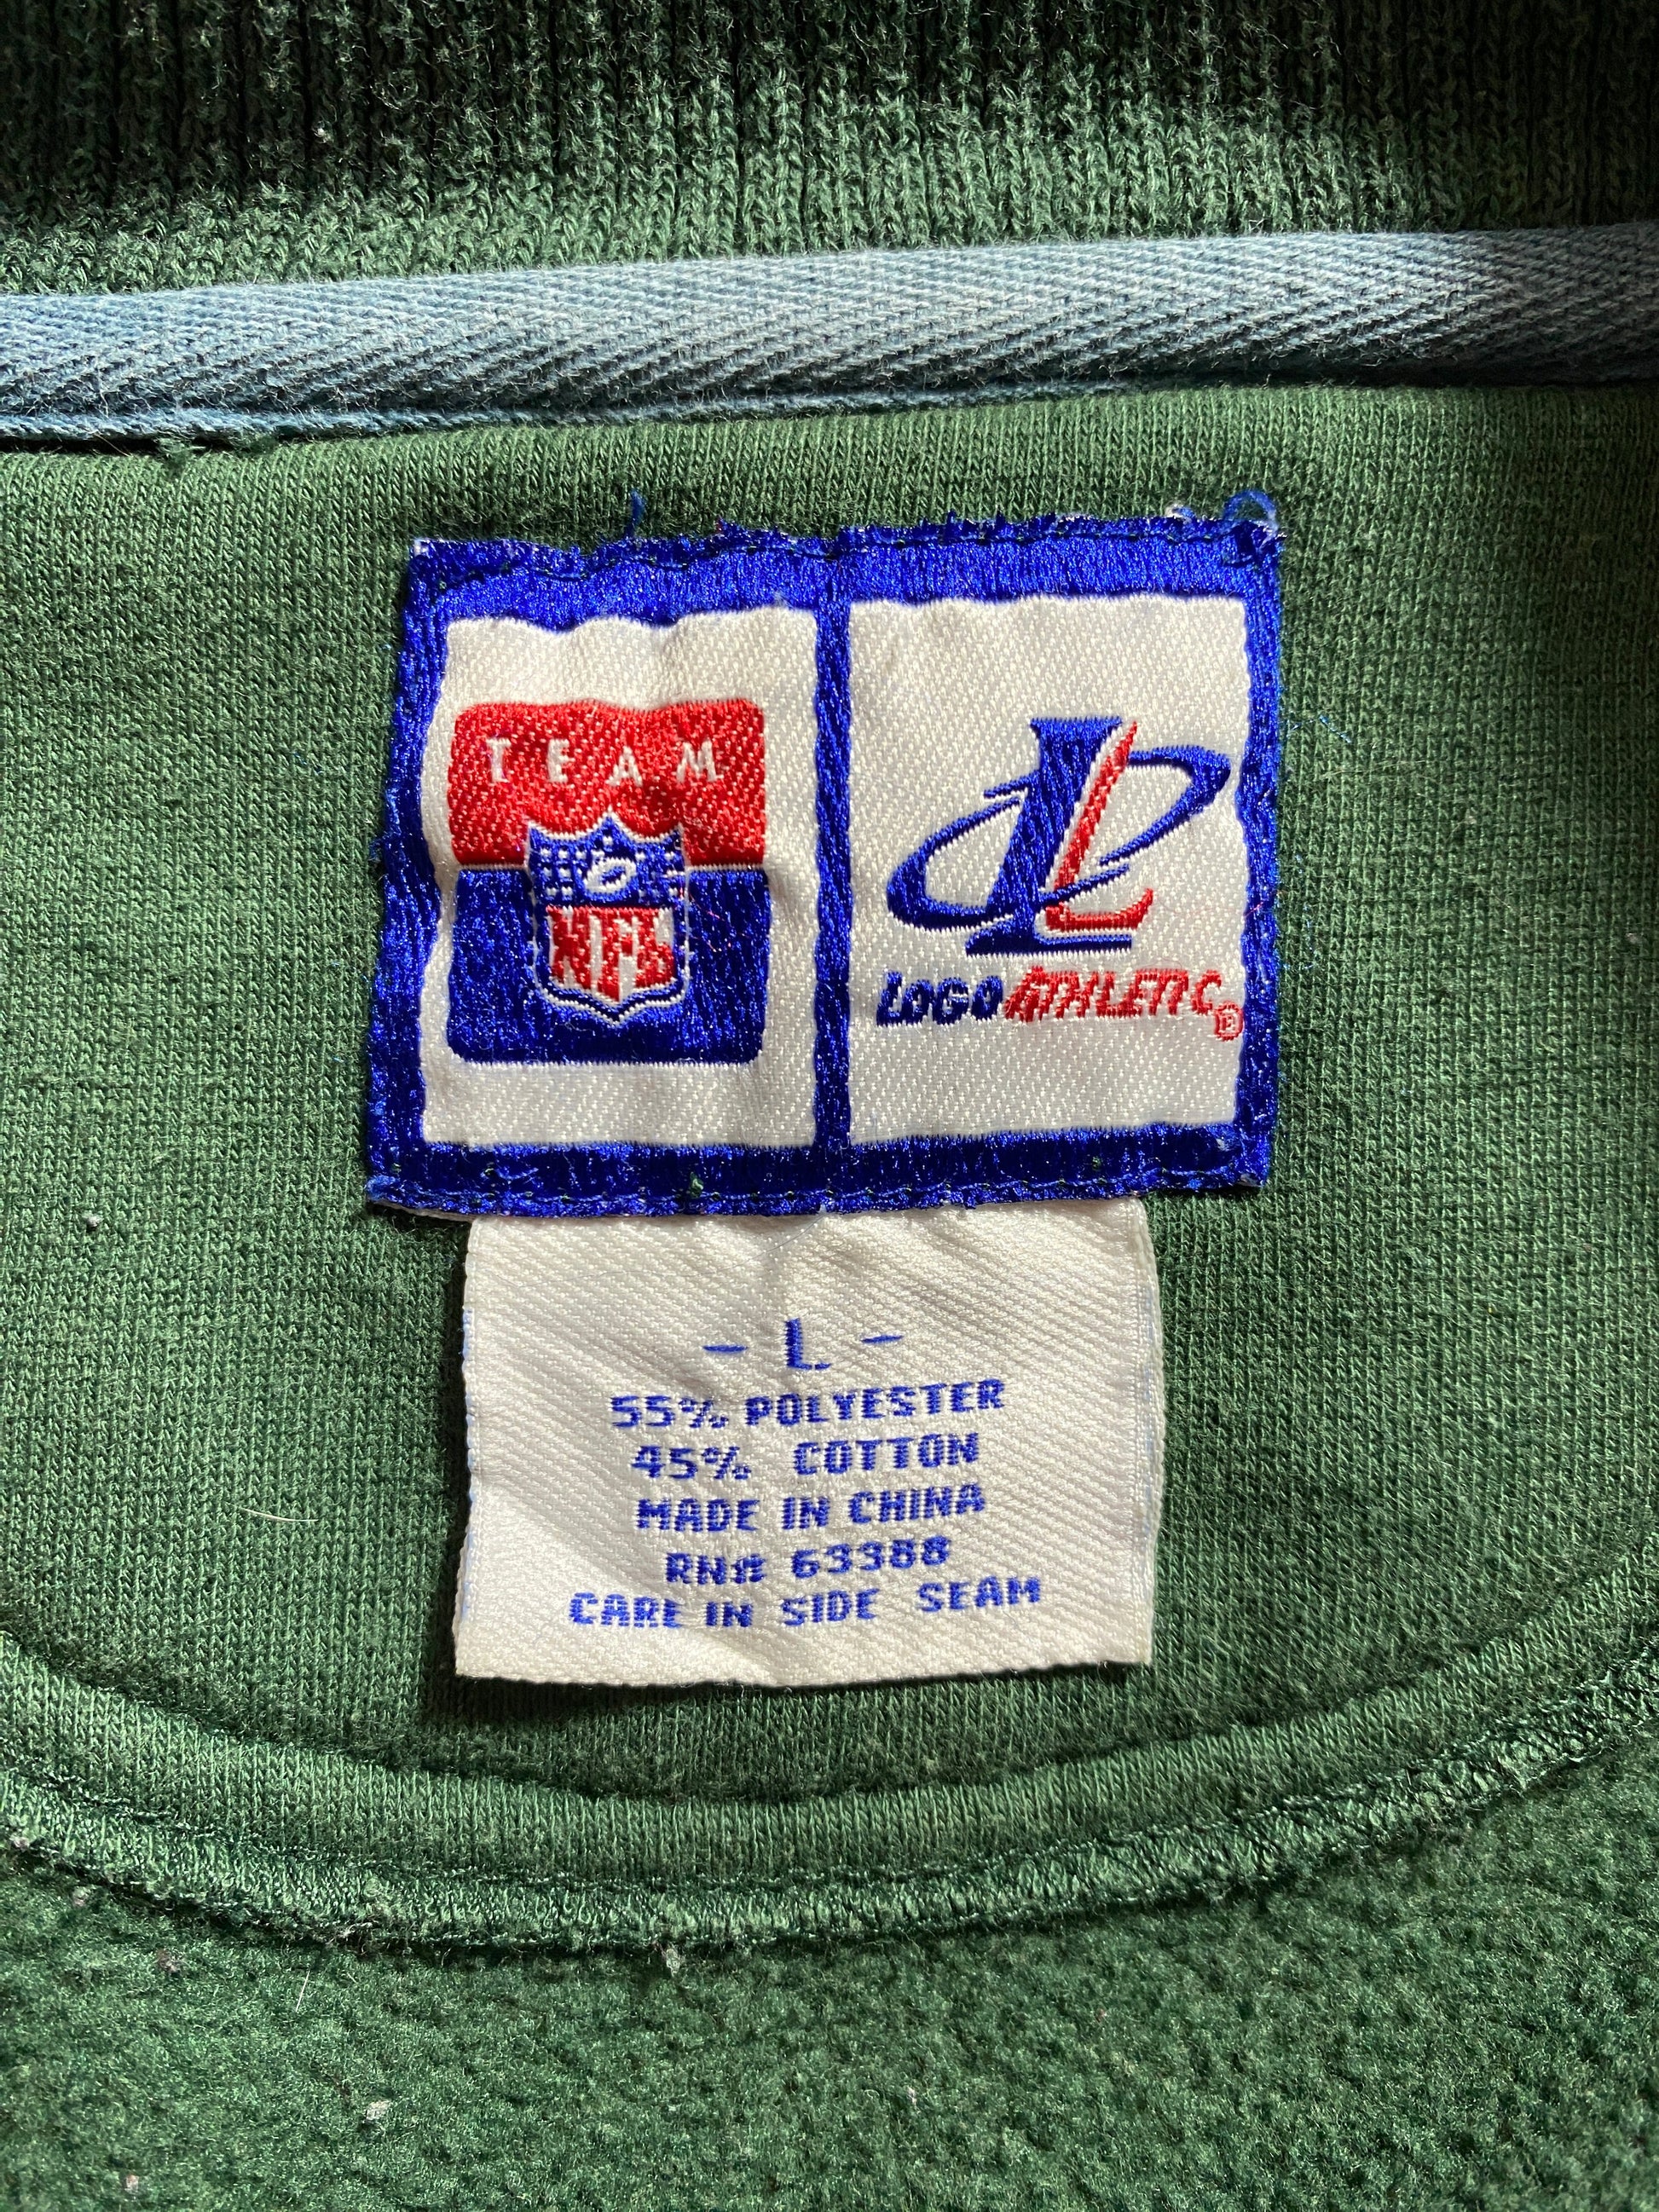 TEAM
NFL
LOGO ATHLETIC®
- L -
55% POLYESTER
45% COTTON
MADE IN CHINA
RN# 63388
CARE IN SIDE SEAM